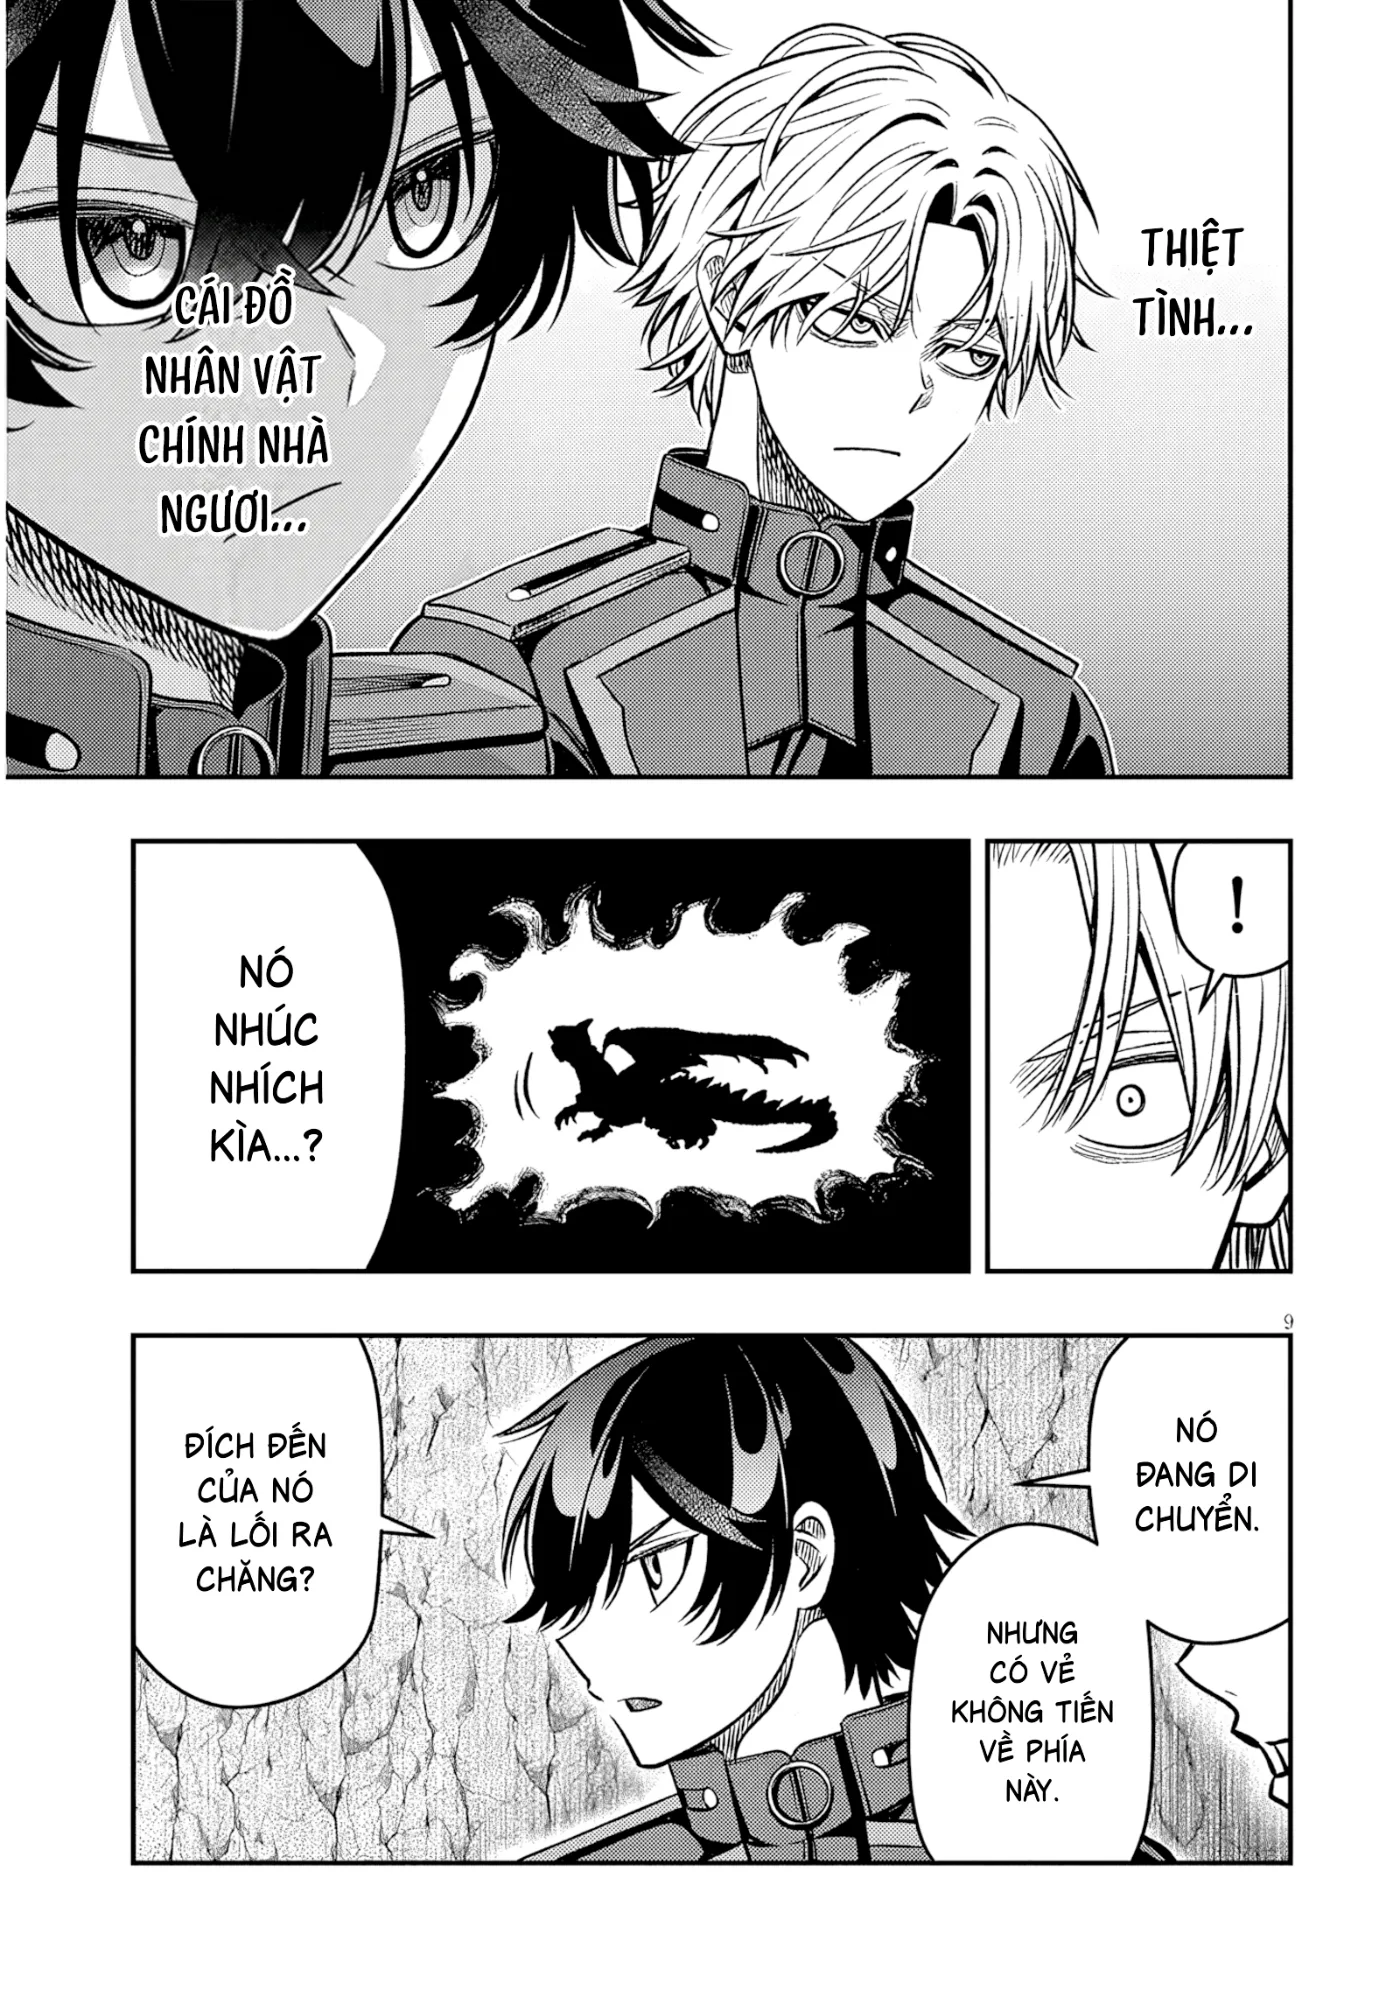 THIỆT
TÌNH...
CÁI ĐỒ
NHÂN VẬT
CHÍNH NHÀ
NGƯƠI...
!
NÓ
NHÚC
NHÍCH
KÌA...?
9
NÓ
ĐANG DI
CHUYỂN.
NHƯNG
CÓ VẺ
KHÔNG TIẾN
VỀ PHÍA
NÀY.
ĐÍCH ĐẾN
CỦA NÓ
LÀ LỐI RA
CHĂNG?